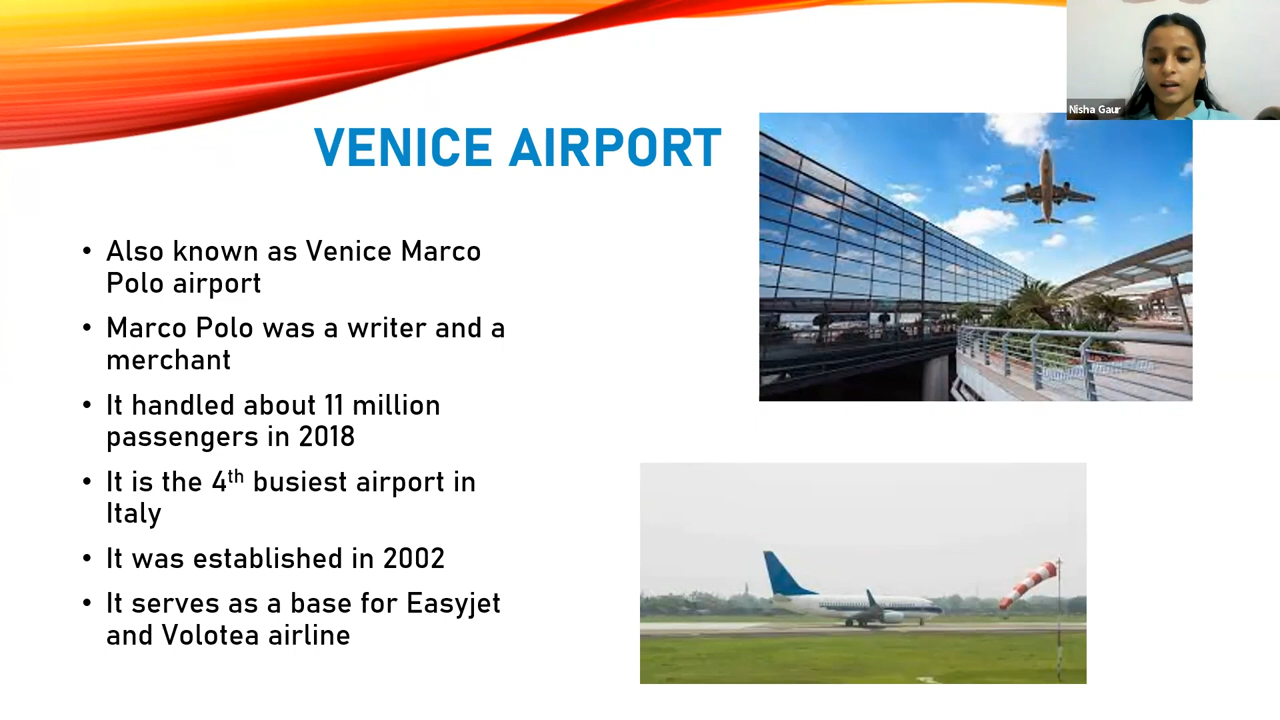 Nisha Gaur
VENICE AIRPORT
• Also known as Venice Marco
Polo airport
• Marco Polo was a writer and a
merchant
• It handled about 11 million
passengers in 2018
• It is the 4th busiest airport in
Italy
• It was established in 2002
• It serves as a base for Easyjet
and Volotea airline